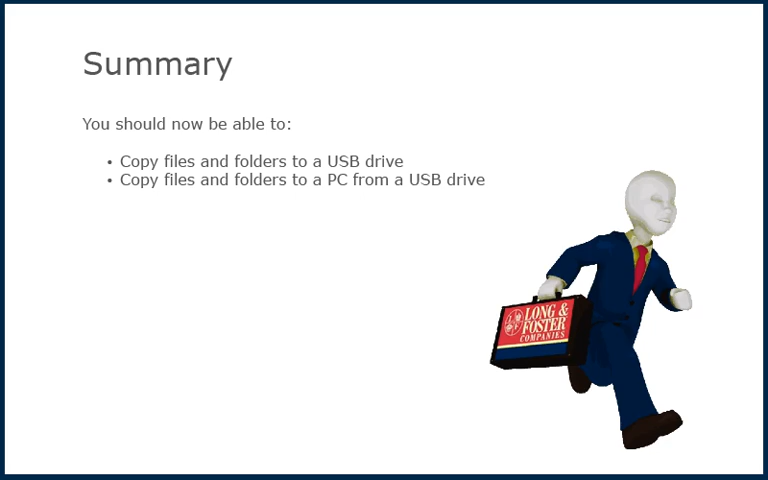 Summary
You should now be able to:
• Copy files and folders to a USB drive
• Copy files and folders to a PC from a USB drive
LONG &
FOSTER
COMPANIES